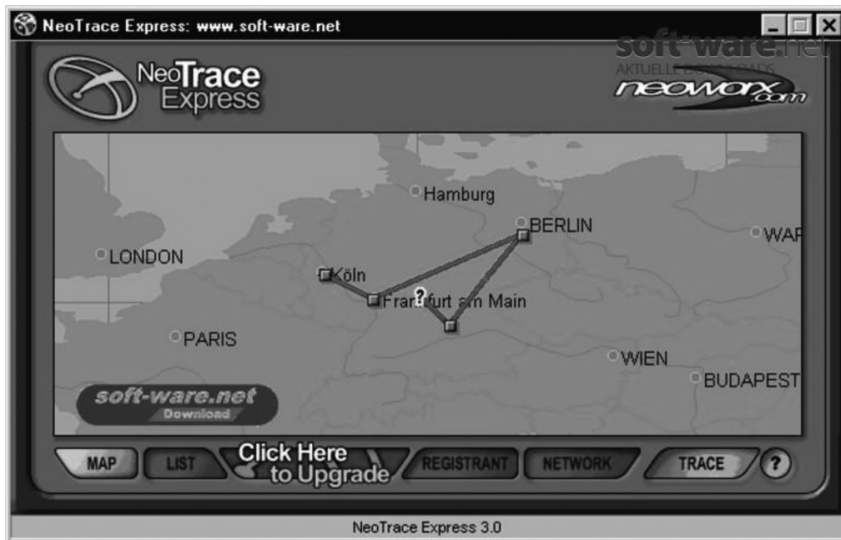 NeoTrace Express: www.soft-ware.net
soft-ware.net
AKTUELLE DOWNLOADS
NeoTrace
Express
neoworx
.com
Hamburg
BERLIN
WAR
LONDON
Köln
?
Frankfurt am Main
PARIS
WIEN
BUDAPEST
soft-ware.net
Download
MAP
LIST
Click Here
to Upgrade
REGISTRANT
NETWORK
TRACE
?
NeoTrace Express 3.0